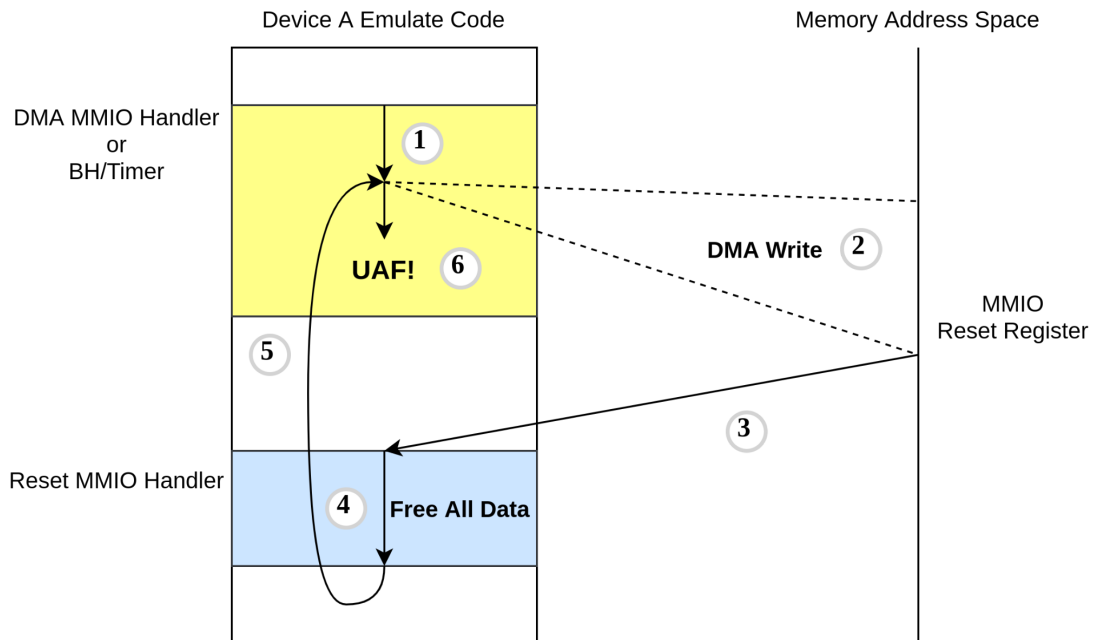 Device A Emulate Code
Memory Address Space
DMA MMIO Handler
or
BH/Timer
1
DMA Write
2
UAF!
6
MMIO
Reset Register
5
3
Reset MMIO Handler
4
Free All Data